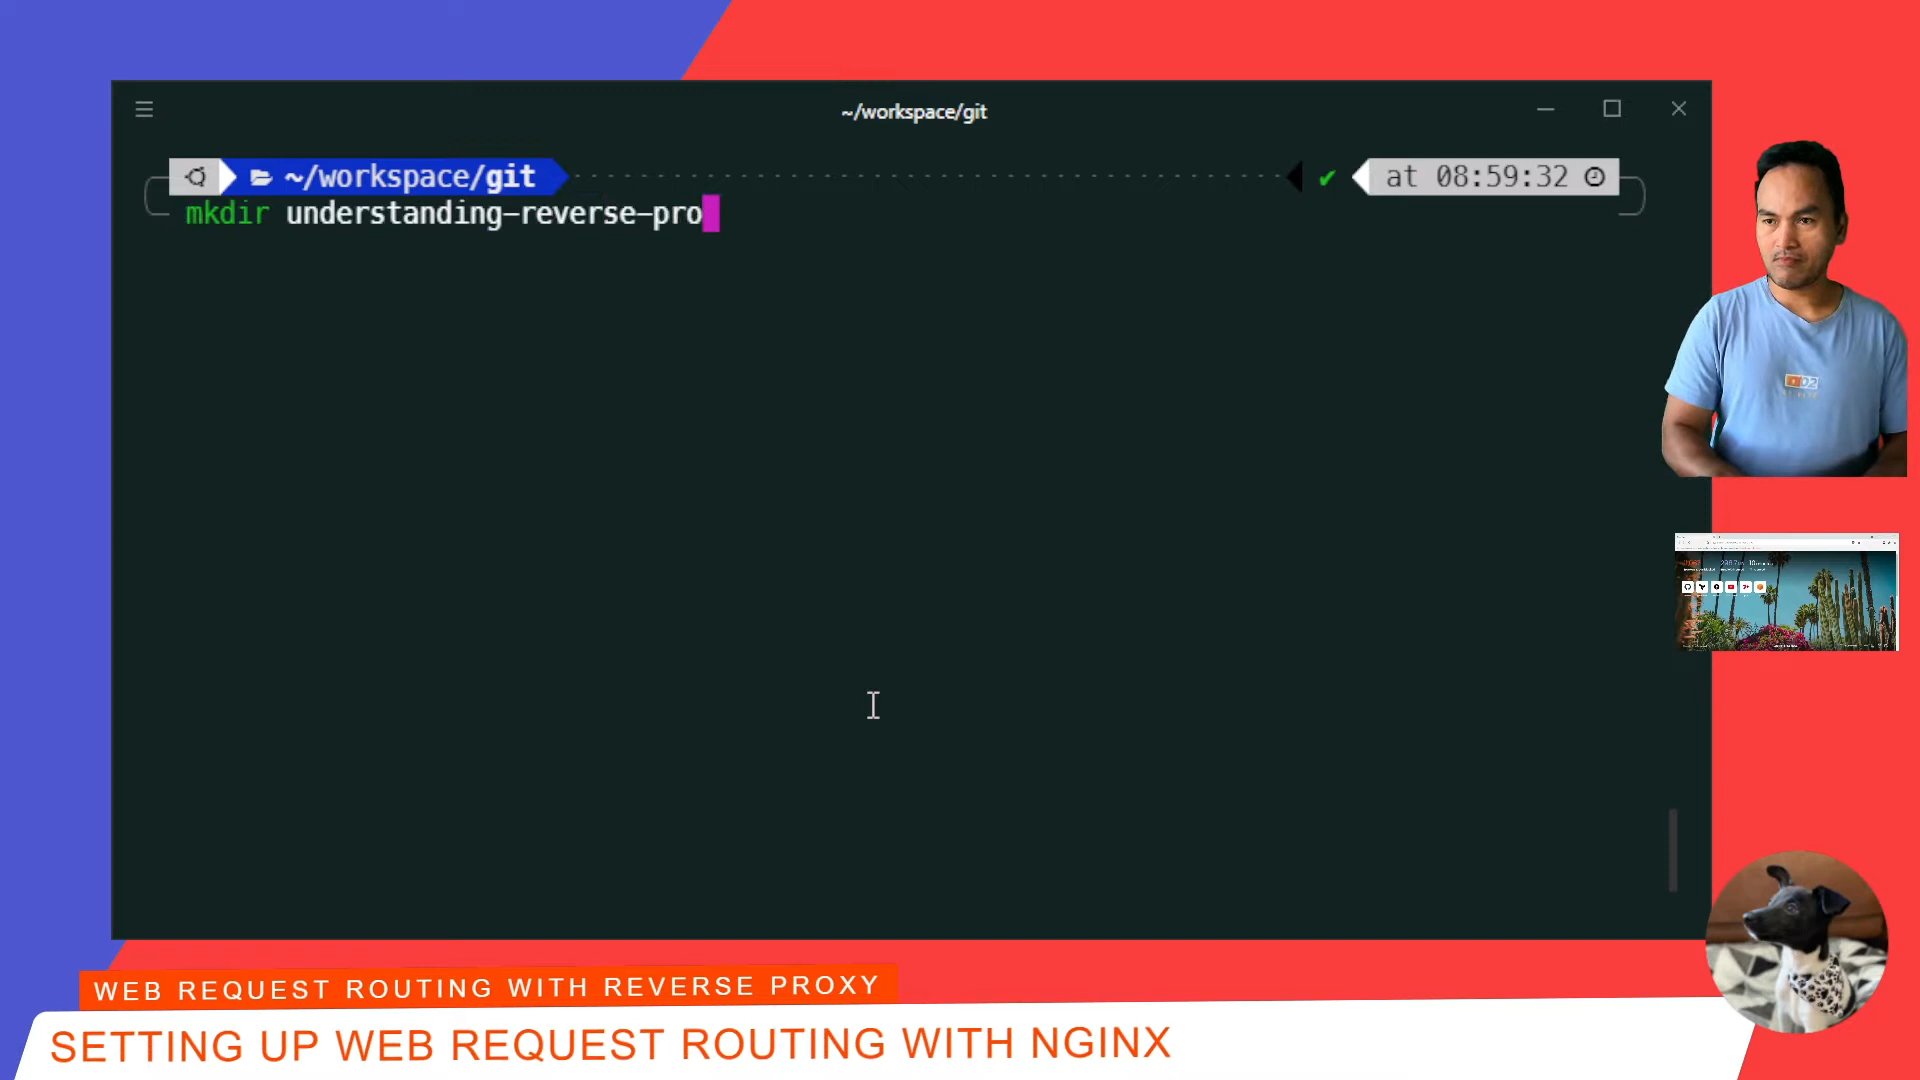 ~/workspace/git
~/workspace/git
at 08:59:32
mkdir understanding-reverse-pro
02
WEB REQUEST ROUTING WITH REVERSE PROXY
SETTING UP WEB REQUEST ROUTING WITH NGINX